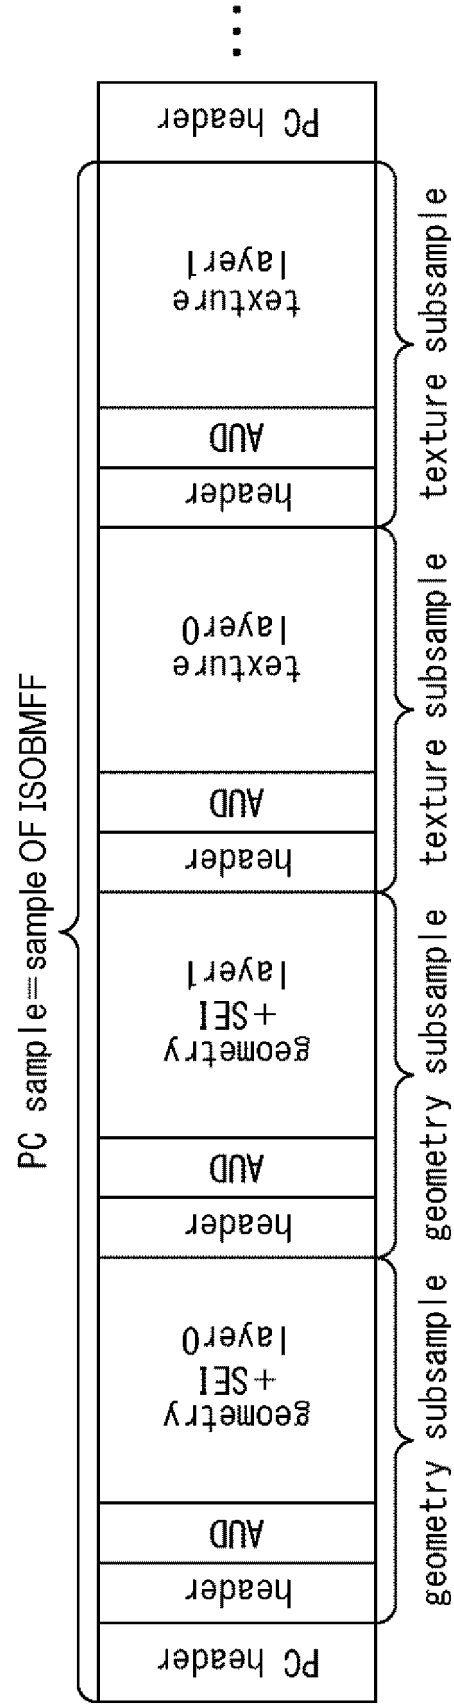 PC sample=sample OF ISOBMFF
PC header
header
AUD
geometry
+SEI
layer0
header
AUD
geometry
+SEI
layer1
header
AUD
texture
layer0
header
AUD
texture
layer1
PC header
...
geometry subsample
geometry subsample
texture subsample
texture subsample